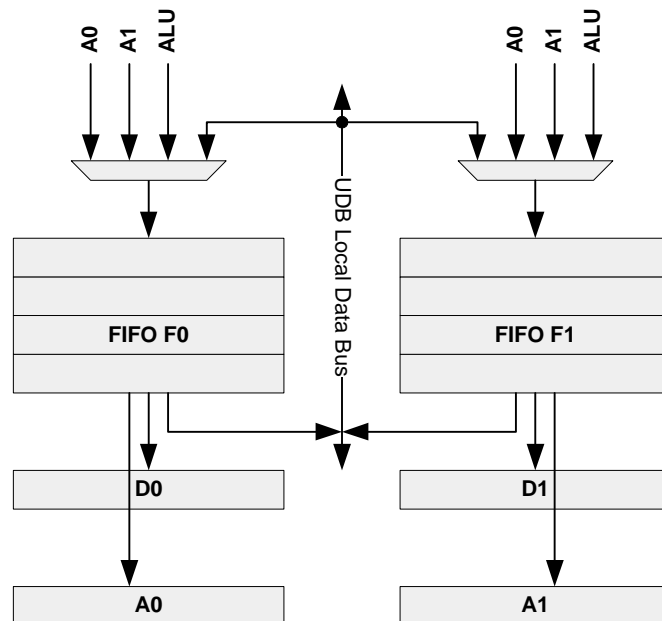 A0
A1
ALU
A0
A1
ALU
UDB Local Data Bus
FIFO F0
FIFO F1
D0
D1
A0
A1